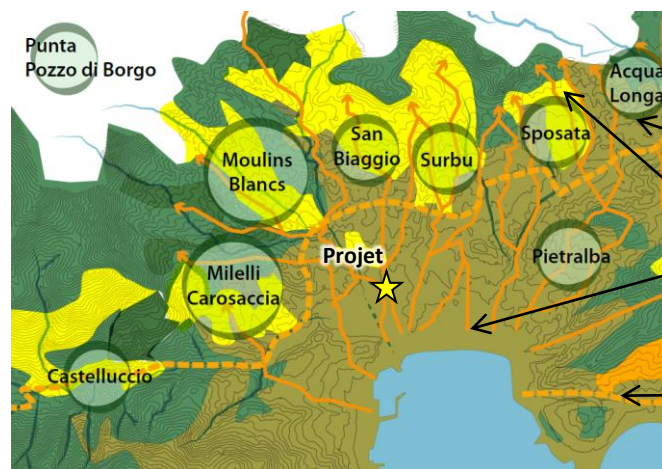 Punta
Pozzo di Borgo
Acqua
Longa
Moulins
Blancs
San
Biaggio
Surbu
Sposata
Projet
Pietralba
Milelli
Carosaccia
Castelluccio